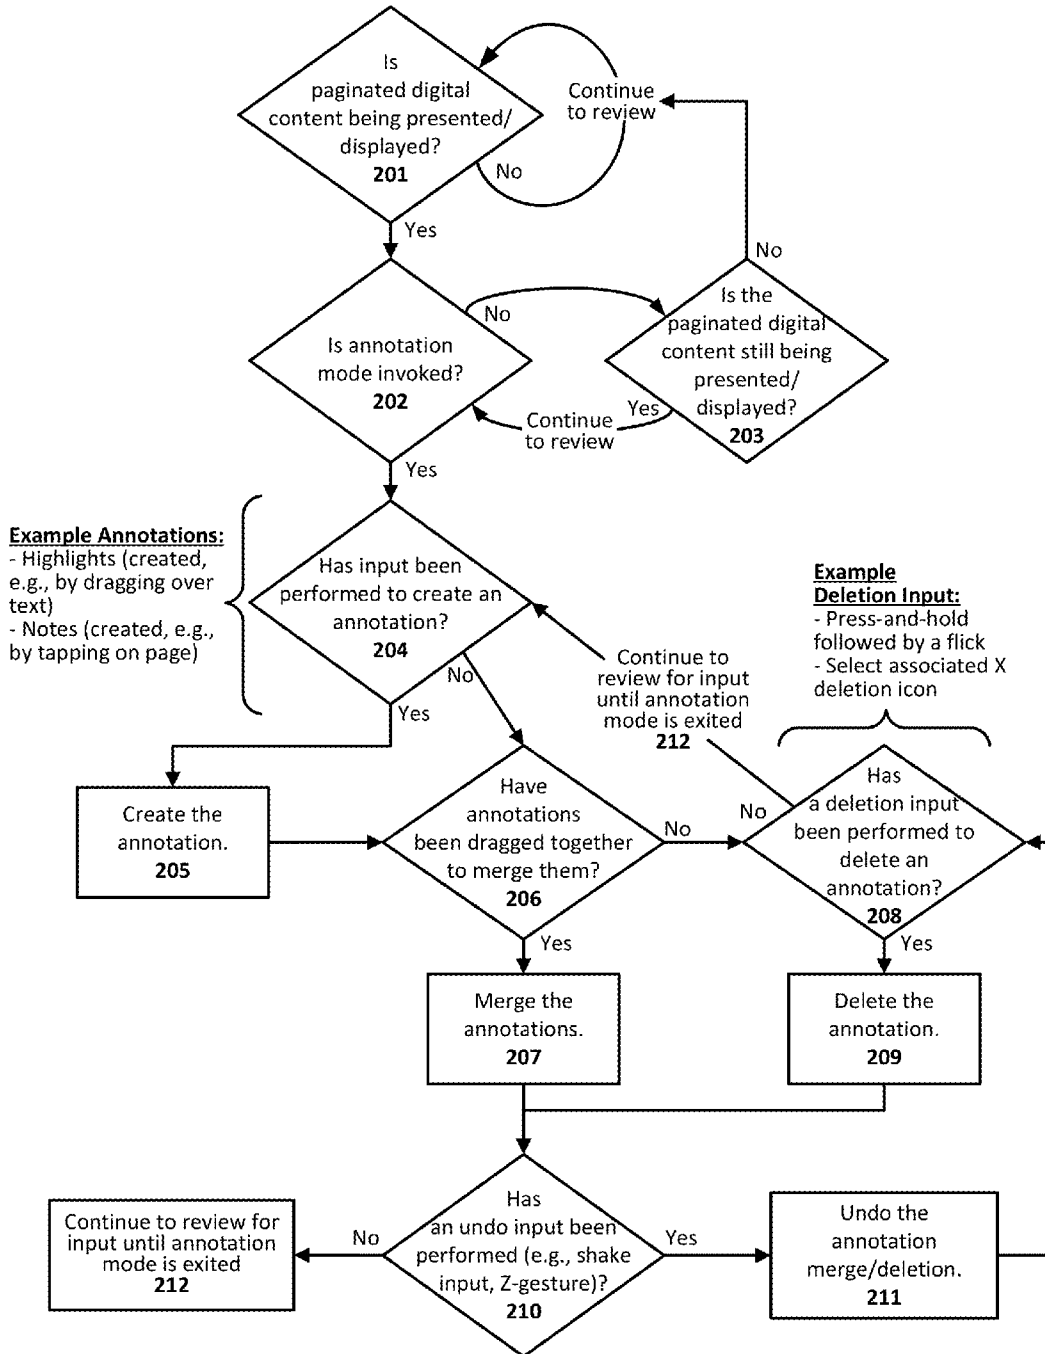 Is
paginated digital
content being presented/
displayed?
201
No
Continue
to review
Yes
No
Is annotation
mode invoked?
202
No
Is the
paginated digital
content still being
presented/
displayed?
203
Yes
Continue
to review
Yes
Example Annotations:
- Highlights (created,
e.g., by dragging over
text)
- Notes (created, e.g.,
by tapping on page)
Has input been
performed to create an
annotation?
204
No
Yes
Example
Deletion Input:
- Press-and-hold
followed by a flick
- Select associated X
deletion icon
Continue to
review for input
until annotation
mode is exited
212
Create the
annotation.
205
Have
annotations
been dragged together
to merge them?
206
No
Yes
No
Has
a deletion input
been performed to
delete an
annotation?
208
Yes
Merge the
annotations.
207
Delete the
annotation.
209
Continue to review for
input until annotation
mode is exited
212
No
Has
an undo input been
performed (e.g., shake
input, Z-gesture)?
210
Yes
Undo the
annotation
merge/deletion.
211